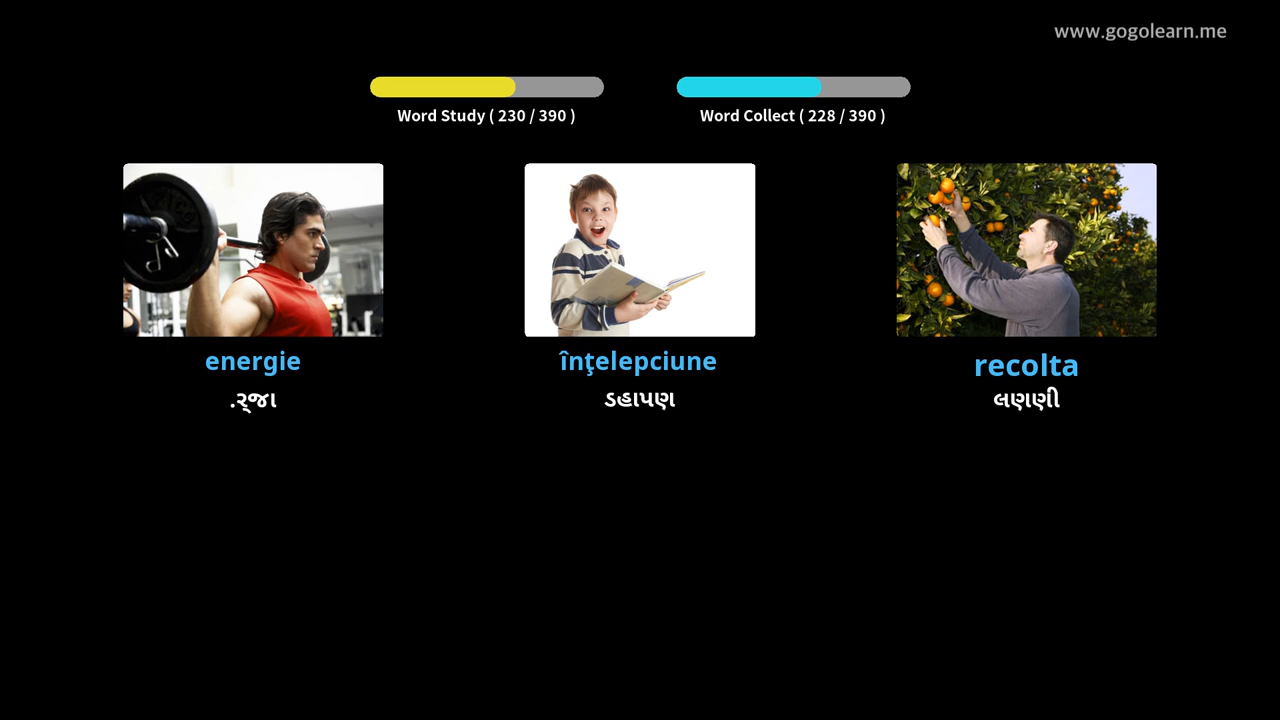 www.gogolearn.me
Word Study ( 230 / 390 )
Word Collect ( 228 / 390 )
energie
înţelepciune
recolta
.ર્જા
ડહાપણ
લણણી